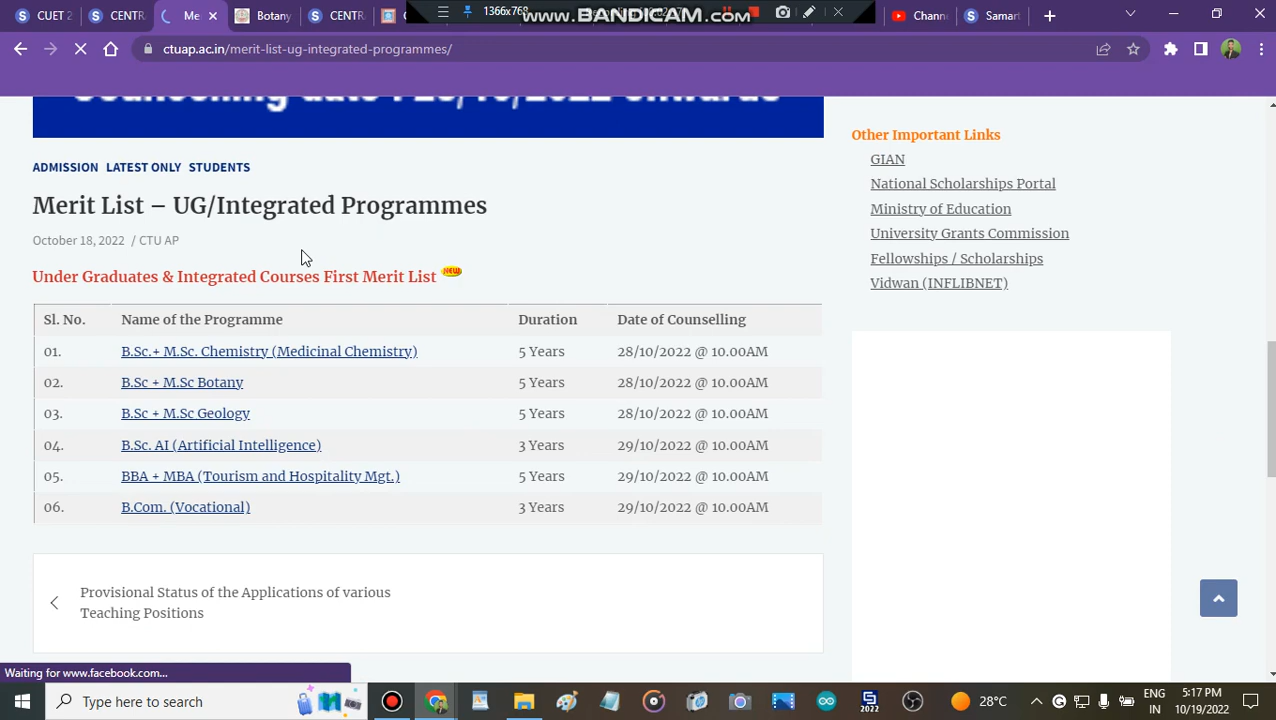 CUET
CENTR
Me
Botany
CENTR
1366x768
www.BANDICAM.com
Chann
Samart
ctuap.ac.in/merit-list-ug-integrated-programmes/
Other Important Links
GIAN
National Scholarships Portal
Ministry of Education
University Grants Commission
Fellowships / Scholarships
Vidwan (INFLIBNET)
ADMISSION LATEST ONLY STUDENTS
Merit List – UG/Integrated Programmes
October 18, 2022 / CTU AP
Under Graduates & Integrated Courses First Merit List NEW
Sl. No. Name of the Programme Duration Date of Counselling
01. B.Sc.+ M.Sc. Chemistry (Medicinal Chemistry) 5 Years 28/10/2022 @ 10.00AM
02. B.Sc + M.Sc Botany 5 Years 28/10/2022 @ 10.00AM
03. B.Sc + M.Sc Geology 5 Years 28/10/2022 @ 10.00AM
04. B.Sc. AI (Artificial Intelligence) 3 Years 29/10/2022 @ 10.00AM
05. BBA + MBA (Tourism and Hospitality Mgt.) 5 Years 29/10/2022 @ 10.00AM
06. B.Com. (Vocational) 3 Years 29/10/2022 @ 10.00AM
Provisional Status of the Applications of various
Teaching Positions
Waiting for www.facebook.com...
Type here to search
2022
28°C
ENG
IN
5:17 PM
10/19/2022